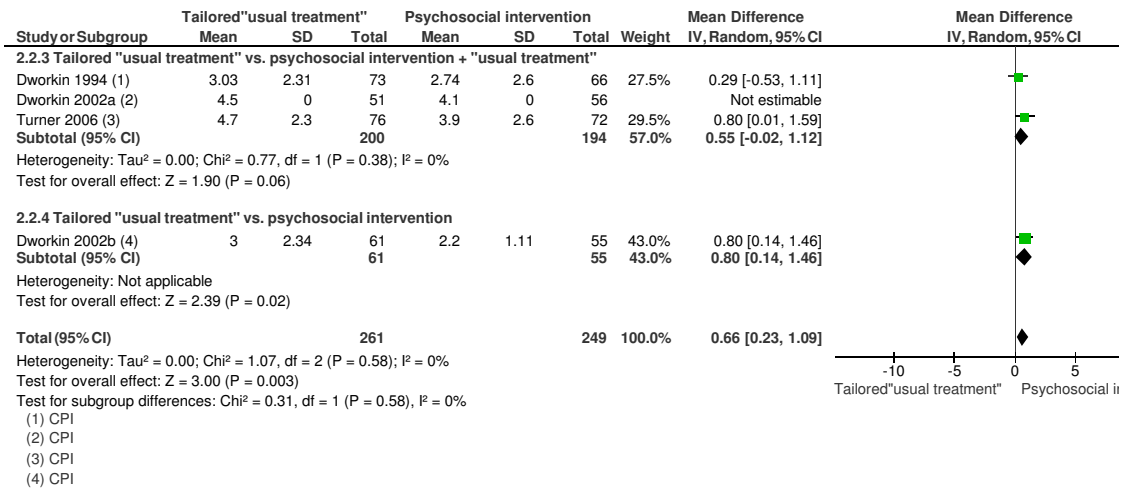 Tailored"usual treatment" Psychosocial intervention Mean Difference Mean Difference
Study or Subgroup Mean SD Total Mean SD Total Weight IV, Random, 95% CI IV, Random, 95% CI
2.2.3 Tailored "usual treatment" vs. psychosocial intervention + "usual treatment"
Dworkin 1994 (1) 3.03 2.31 73 2.74 2.6 66 27.5% 0.29 [-0.53, 1.11]
Dworkin 2002a (2) 4.5 0 51 4.1 0 56 Not estimable
Turner 2006 (3) 4.7 2.3 76 3.9 2.6 72 29.5% 0.80 [0.01, 1.59]
Subtotal (95% CI) 200 194 57.0% 0.55 [-0.02, 1.12]
Heterogeneity: Tau² = 0.00; Chi² = 0.77, df = 1 (P = 0.38); I² = 0%
Test for overall effect: Z = 1.90 (P = 0.06)
2.2.4 Tailored "usual treatment" vs. psychosocial intervention
Dworkin 2002b (4) 3 2.34 61 2.2 1.11 55 43.0% 0.80 [0.14, 1.46]
Subtotal (95% CI) 61 55 43.0% 0.80 [0.14, 1.46]
Heterogeneity: Not applicable
Test for overall effect: Z = 2.39 (P = 0.02)
Total (95% CI) 261 249 100.0% 0.66 [0.23, 1.09]
Heterogeneity: Tau² = 0.00; Chi² = 1.07, df = 2 (P = 0.58); I² = 0%
Test for overall effect: Z = 3.00 (P = 0.003)
Test for subgroup differences: Chi² = 0.31, df = 1 (P = 0.58), I² = 0%
-10 -5 0 5
Tailored"usual treatment" Psychosocial
(1) CPI
(2) CPI
(3) CPI
(4) CPI